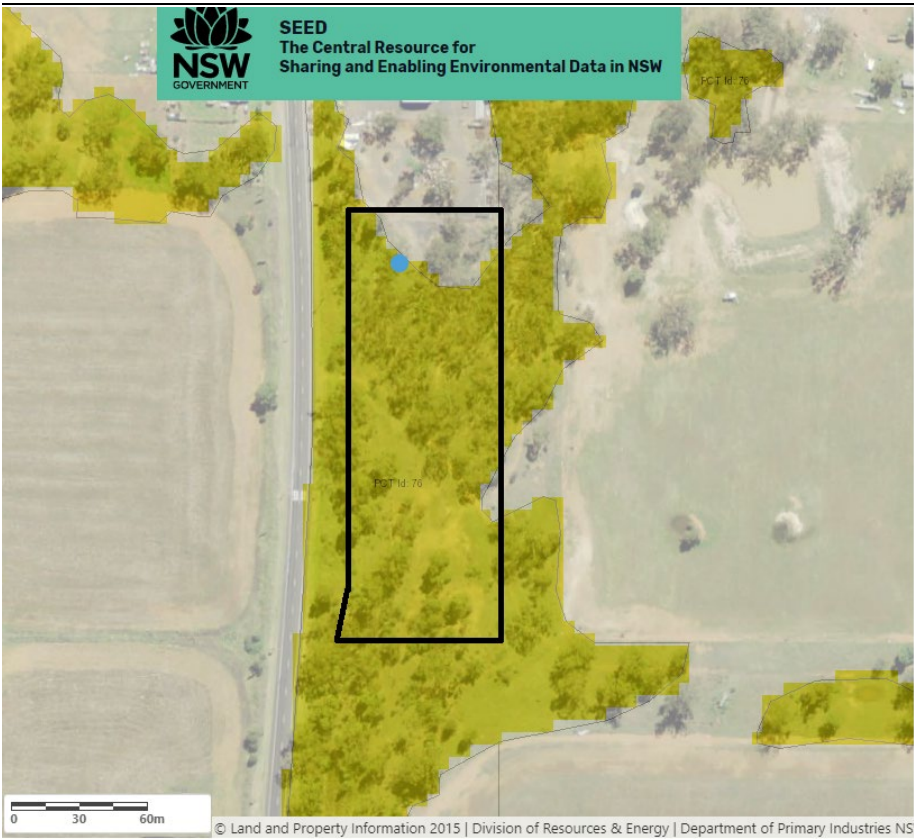 SEED
The Central Resource for
Sharing and Enabling Environmental Data in NSW
NSW
GOVERNMENT
PCT Id: 76
PCT Id: 76
0 30 60m
© Land and Property Information 2015 | Division of Resources & Energy | Department of Primary Industries NS